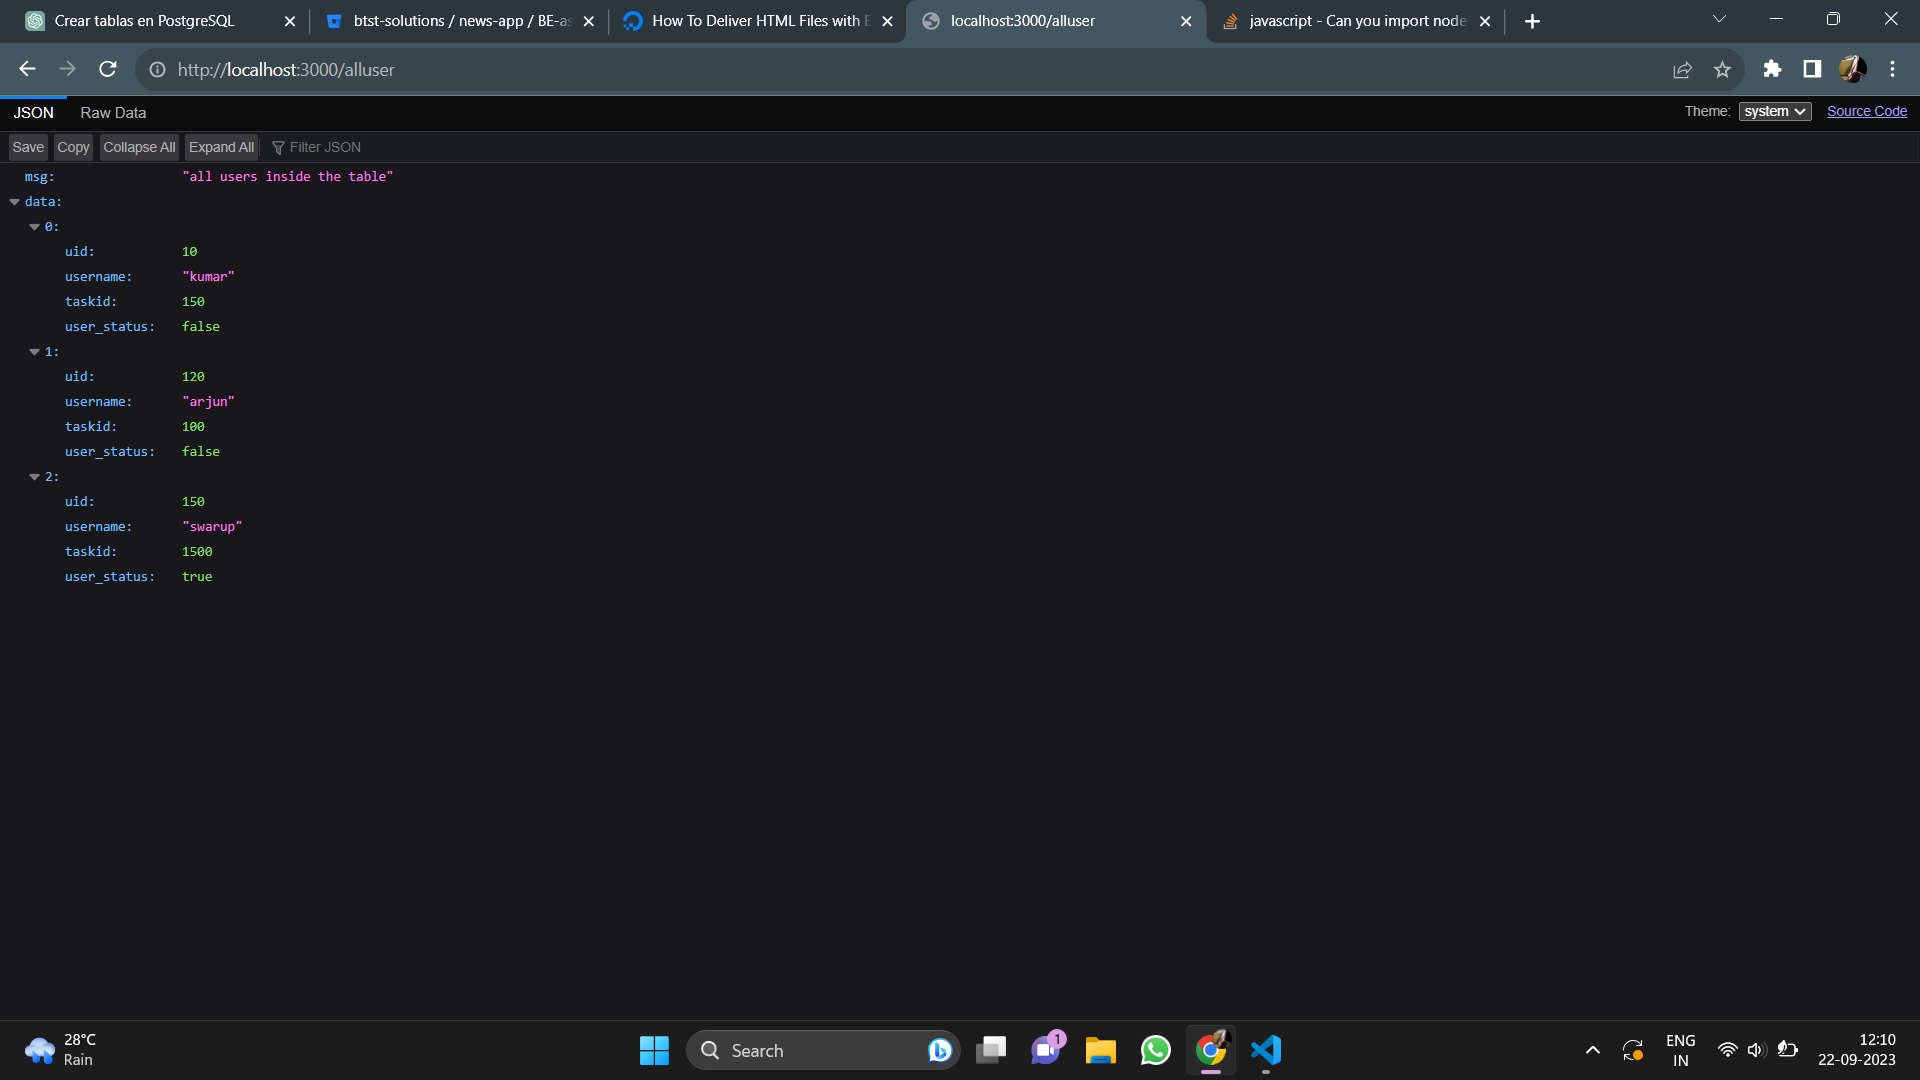 Crear tablas en PostgreSQL
btst-solutions / news-app / BE-as
How To Deliver HTML Files with E
localhost:3000/alluser
javascript - Can you import node
http://localhost:3000/alluser
JSON Raw Data Theme: system Source Code
Save Copy Collapse All Expand All Filter JSON
msg: "all users inside the table"
data:
0:
uid: 10
username: "kumar"
taskid: 150
user_status: false
1:
uid: 120
username: "arjun"
taskid: 100
user_status: false
2:
uid: 150
username: "swarup"
taskid: 1500
user_status: true
28°C
Rain
Search
1
ENG
IN
12:10
22-09-2023